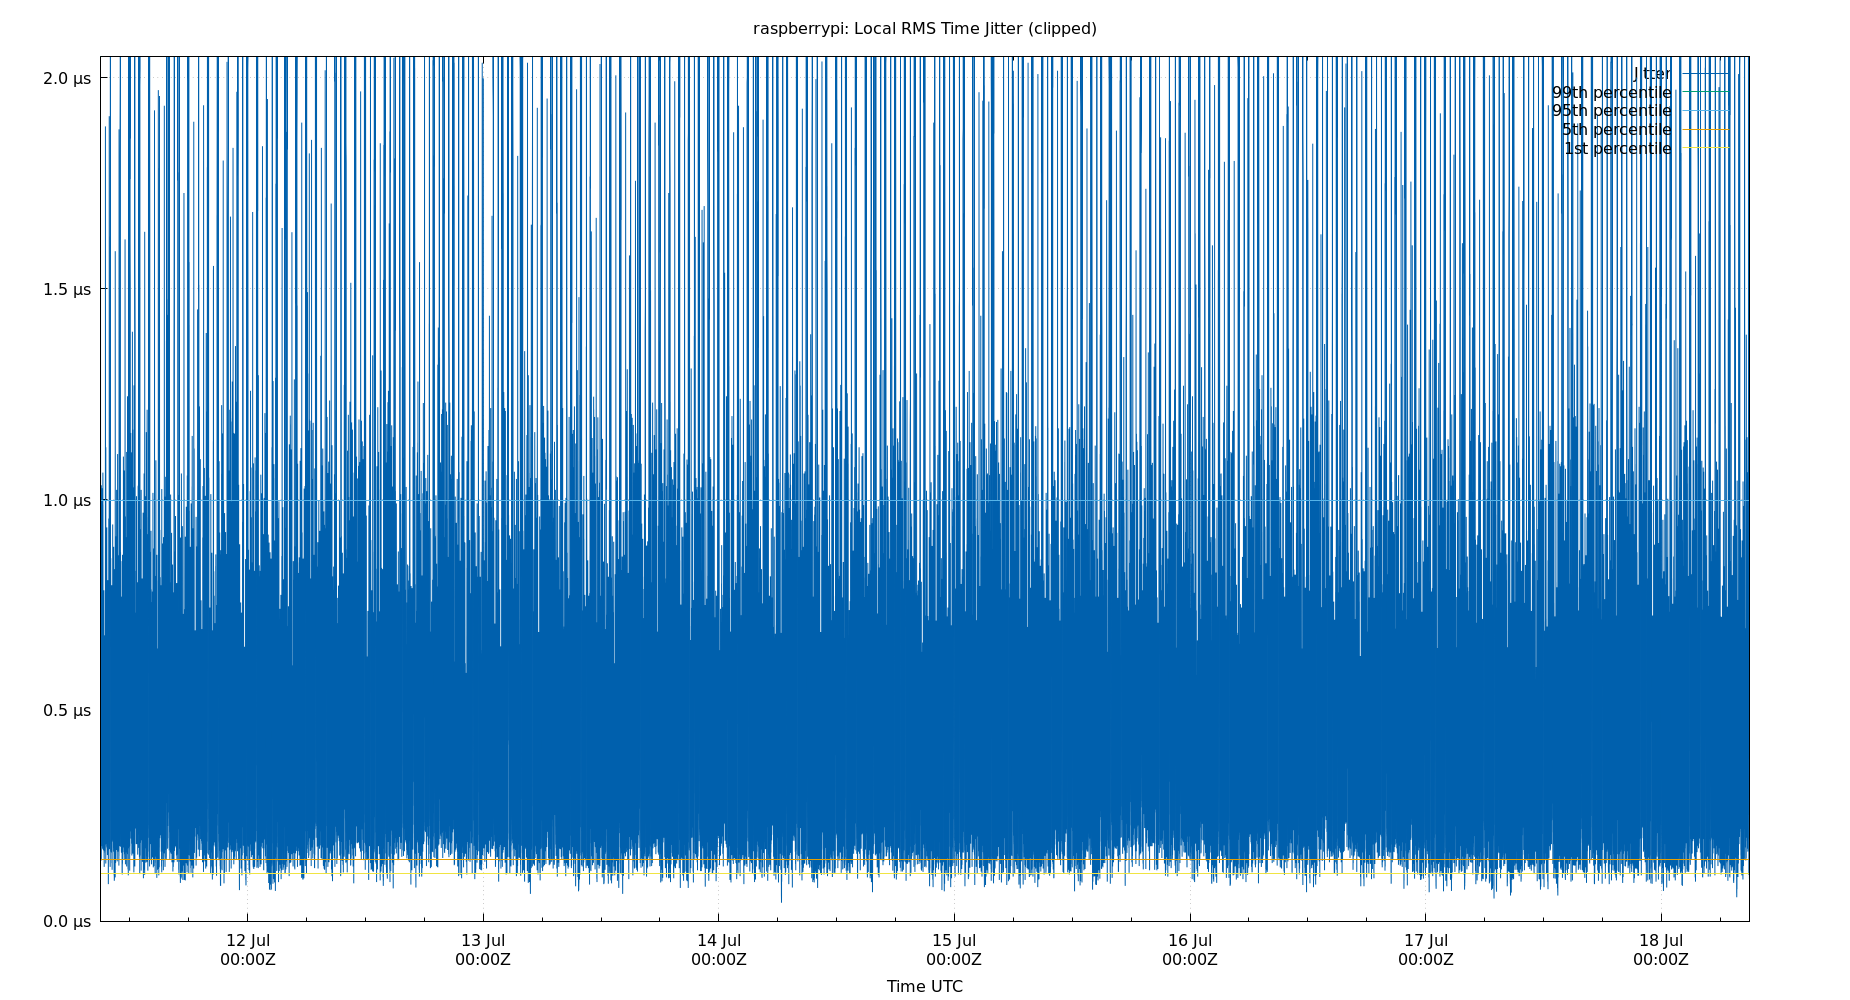 raspberrypi: Local RMS Time Jitter (clipped)
2.0 µs
1.5 µs
1.0 µs
0.5 µs
0.0 µs
Jitter
99th percentile
95th percentile
5th percentile
1st percentile
12 Jul
00:00Z
13 Jul
00:00Z
14 Jul
00:00Z
15 Jul
00:00Z
16 Jul
00:00Z
17 Jul
00:00Z
18 Jul
00:00Z
Time UTC